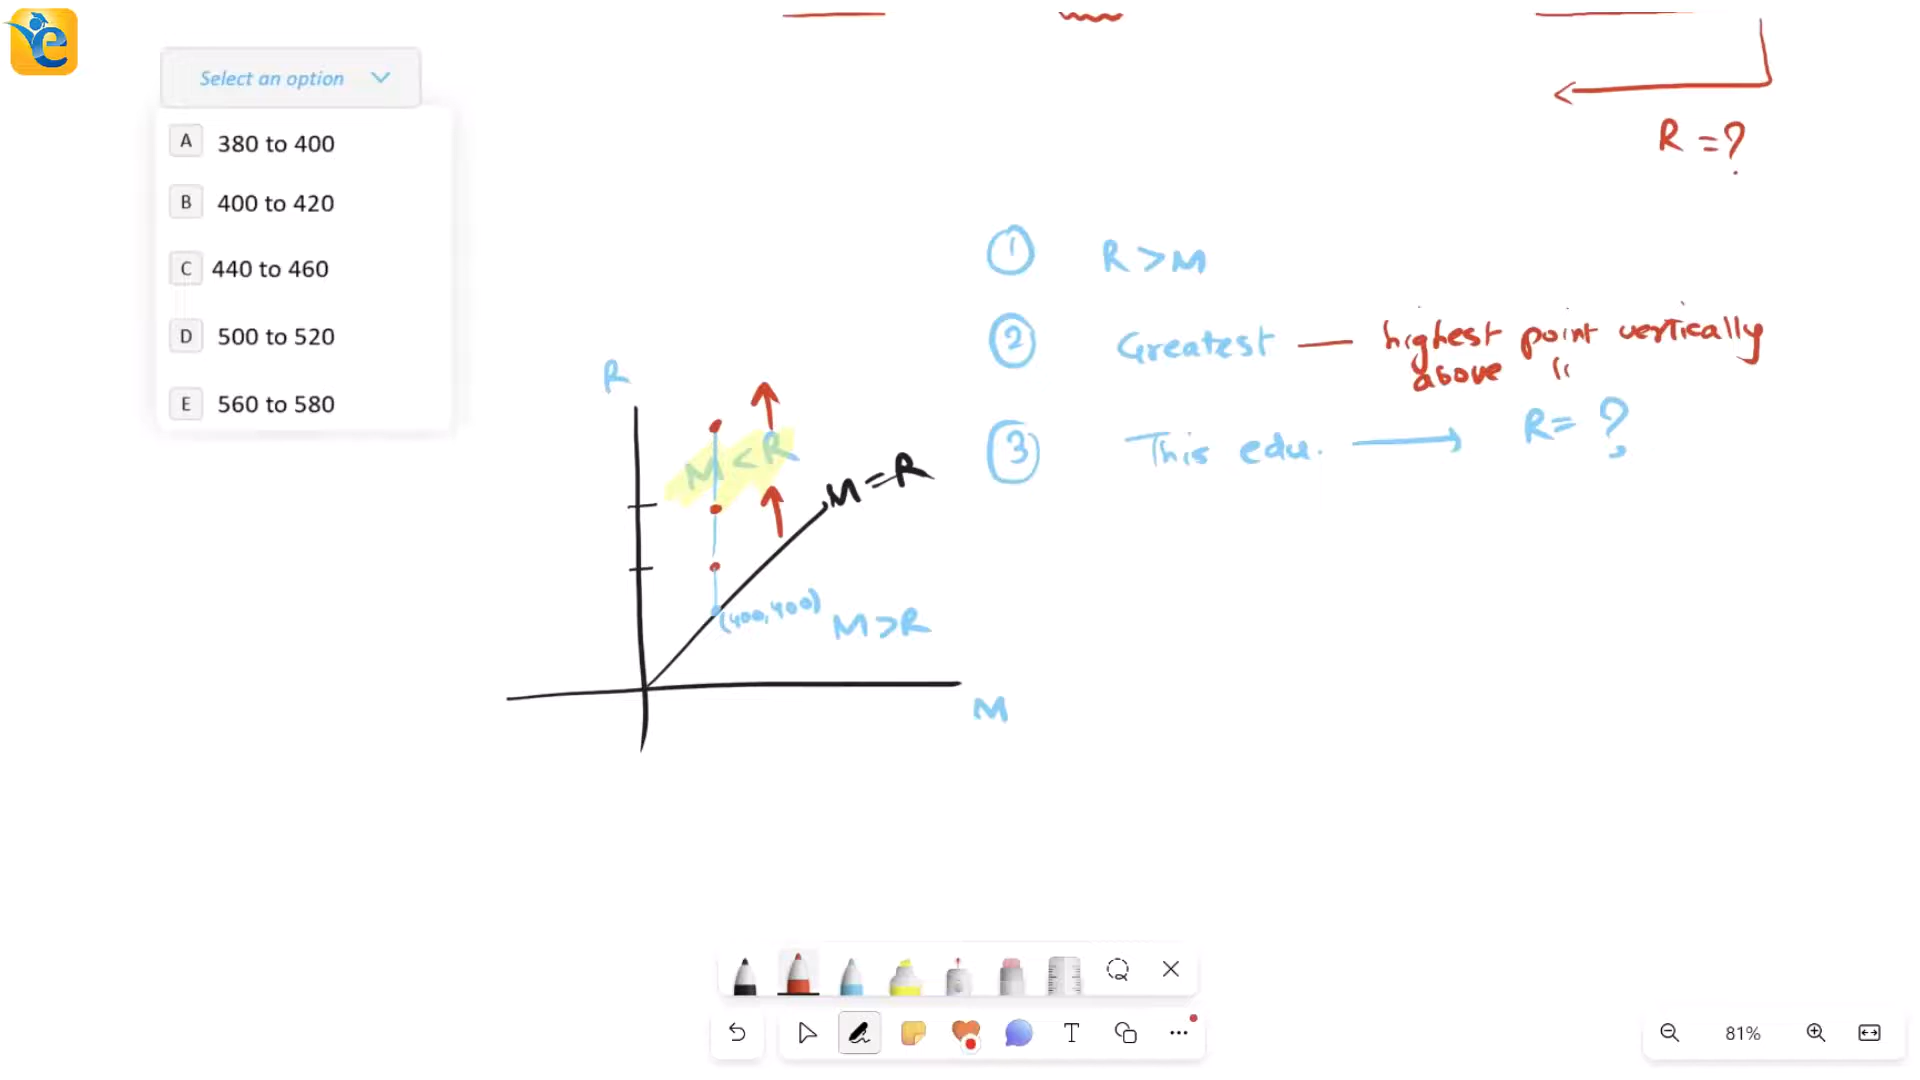 e
Select an option
A 380 to 400
B 400 to 420
C 440 to 460
D 500 to 520
E 560 to 580
R = ?
① R > M
② Greatest — highest point vertically
above
③ This edu. → R = ?
R
M < R
M = R
(400, 400)
M > R
M
T
81%